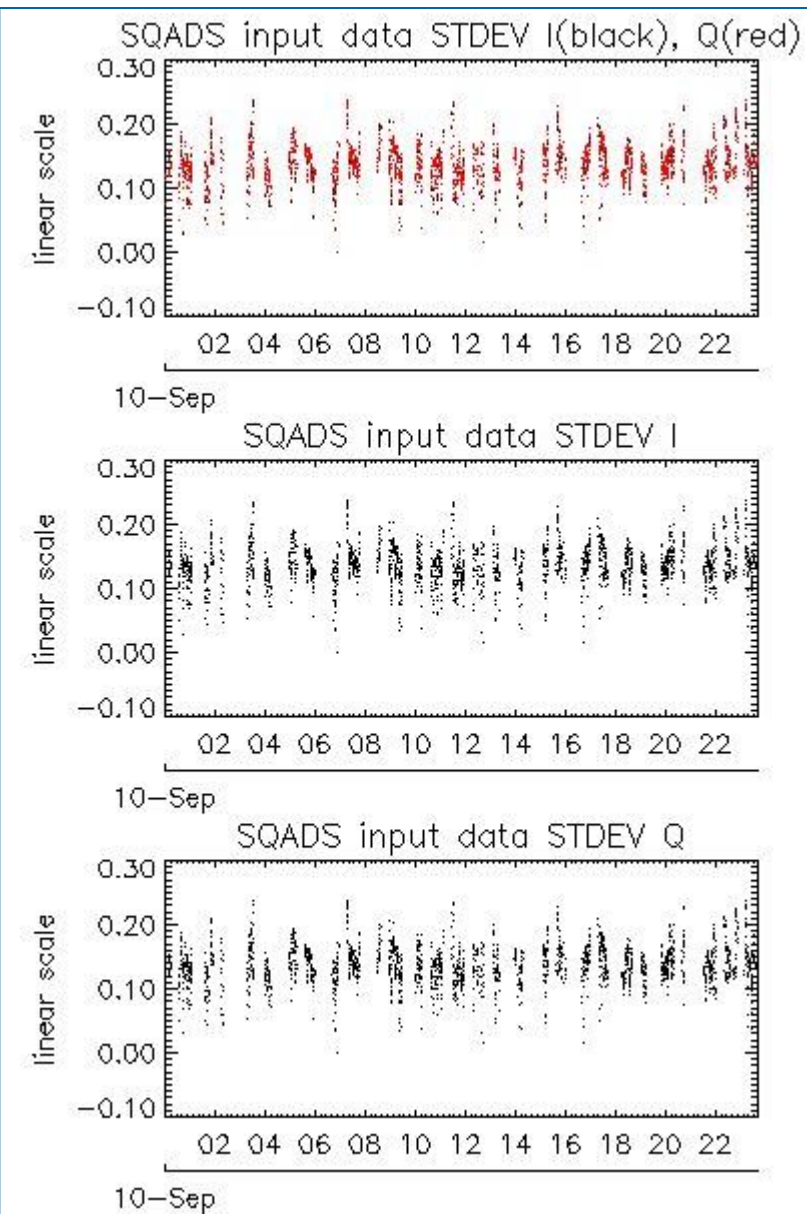 SQADS input data STDEV I(black), Q(red)
0.30
0.20
0.10
0.00
-0.10
linear scale
02 04 06 08 10 12 14 16 18 20 22
10-Sep
SQADS input data STDEV I
0.30
0.20
0.10
0.00
-0.10
linear scale
02 04 06 08 10 12 14 16 18 20 22
10-Sep
SQADS input data STDEV Q
0.30
0.20
0.10
0.00
-0.10
linear scale
02 04 06 08 10 12 14 16 18 20 22
10-Sep